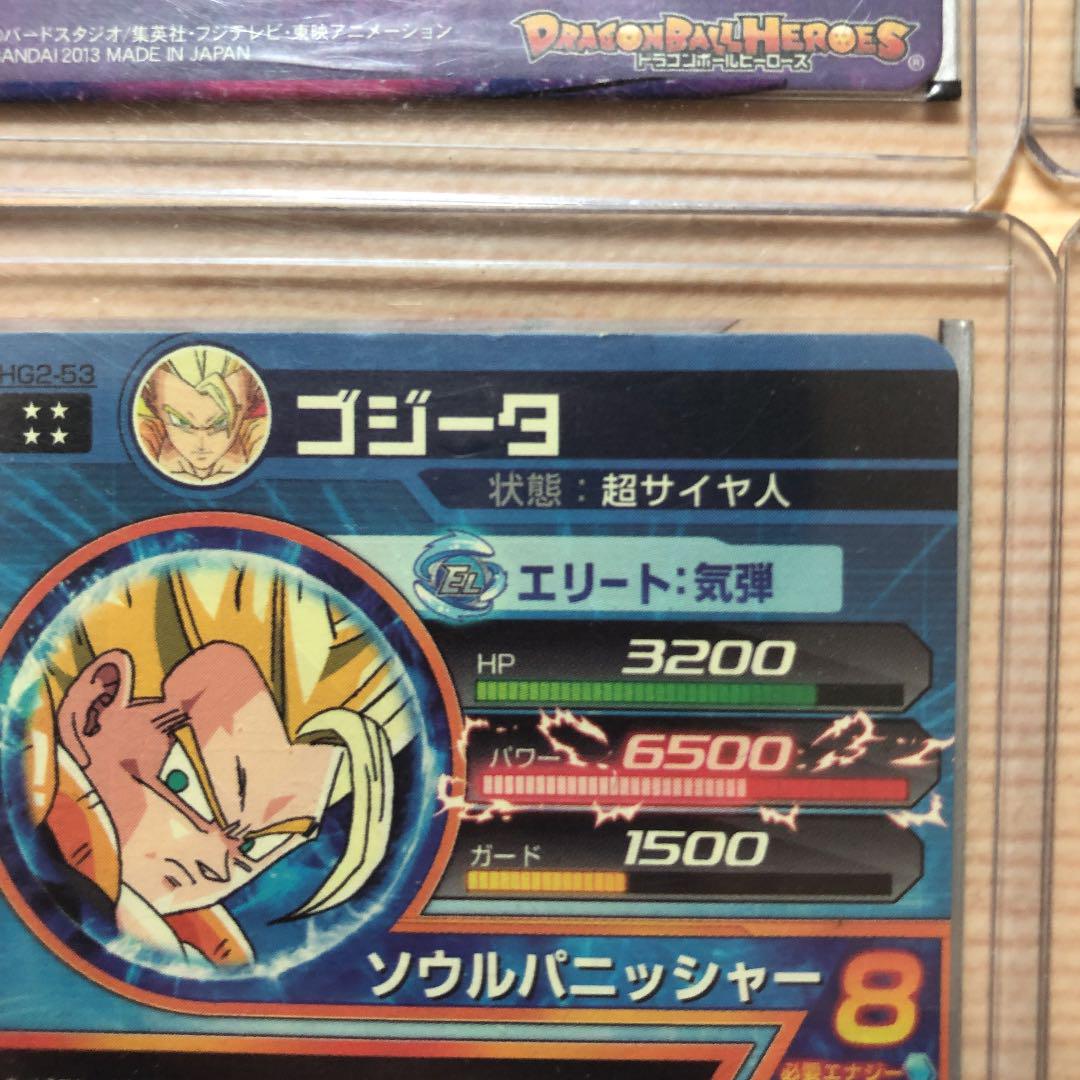 バードスタジオ/集英社・フジテレビ・東映アニメーション
BANDAI 2013 MADE IN JAPAN
DRAGONBALL HEROES
ドラゴンボールヒーローズ
®
HG2-53
★★
★★
ゴジータ
状態：超サイヤ人
EL
エリート：気弾
HP 3200
パワー 6500
ガード 1500
ソウルパニッシャー 8
必要エナジー